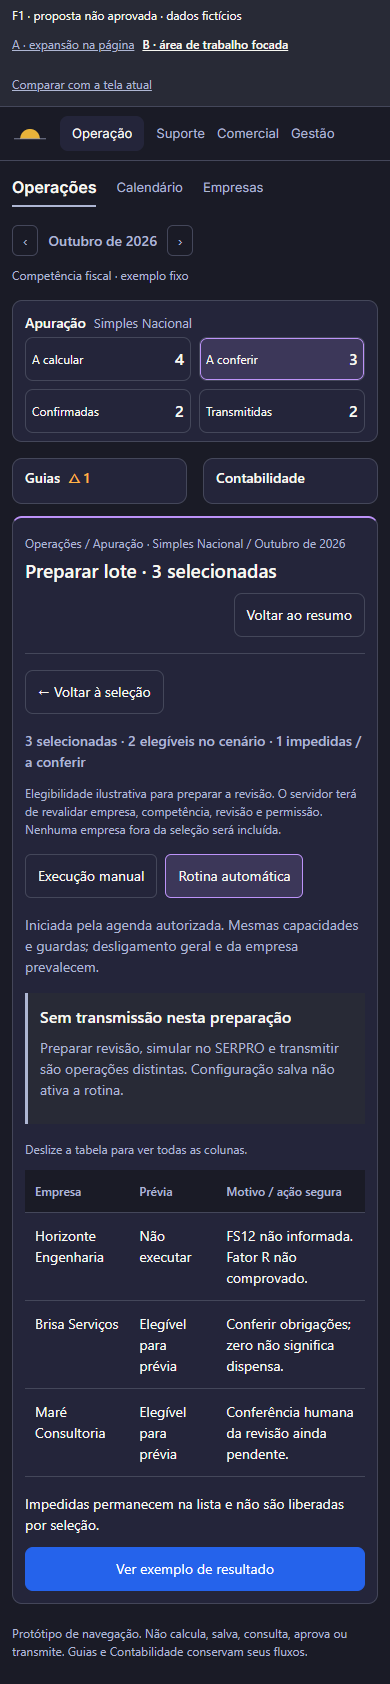 F1 · proposta não aprovada · dados fictícios
A · expansão na página B · área de trabalho focada
Comparar com a tela atual
Operação Suporte Comercial Gestão
Operações Calendário Empresas
‹ Outubro de 2026 ›
Competência fiscal · exemplo fixo
Apuração Simples Nacional
A calcular 4 A conferir 3
Confirmadas 2 Transmitidas 2
Guias △ 1 Contabilidade
Operações / Apuração · Simples Nacional / Outubro de 2026
Preparar lote · 3 selecionadas
Voltar ao resumo
← Voltar à seleção
3 selecionadas · 2 elegíveis no cenário · 1 impedidas /
a conferir
Elegibilidade ilustrativa para preparar a revisão. O servidor terá
de revalidar empresa, competência, revisão e permissão.
Nenhuma empresa fora da seleção será incluída.
Execução manual Rotina automática
Iniciada pela agenda autorizada. Mesmas capacidades
e guardas; desligamento geral e da empresa
prevalecem.
Sem transmissão nesta preparação
Preparar revisão, simular no SERPRO e transmitir
são operações distintas. Configuração salva não
ativa a rotina.
Deslize a tabela para ver todas as colunas.
Empresa Prévia Motivo / ação segura
Horizonte Não FS12 não informada.
Engenharia executar Fator R não
comprovado.
Brisa Serviços Elegível Conferir obrigações;
para zero não significa
prévia dispensa.
Maré Elegível Conferência humana
Consultoria para da revisão ainda
prévia pendente.
Impedidas permanecem na lista e não são liberadas
por seleção.
Ver exemplo de resultado
Protótipo de navegação. Não calcula, salva, consulta, aprova ou
transmite. Guias e Contabilidade conservam seus fluxos.